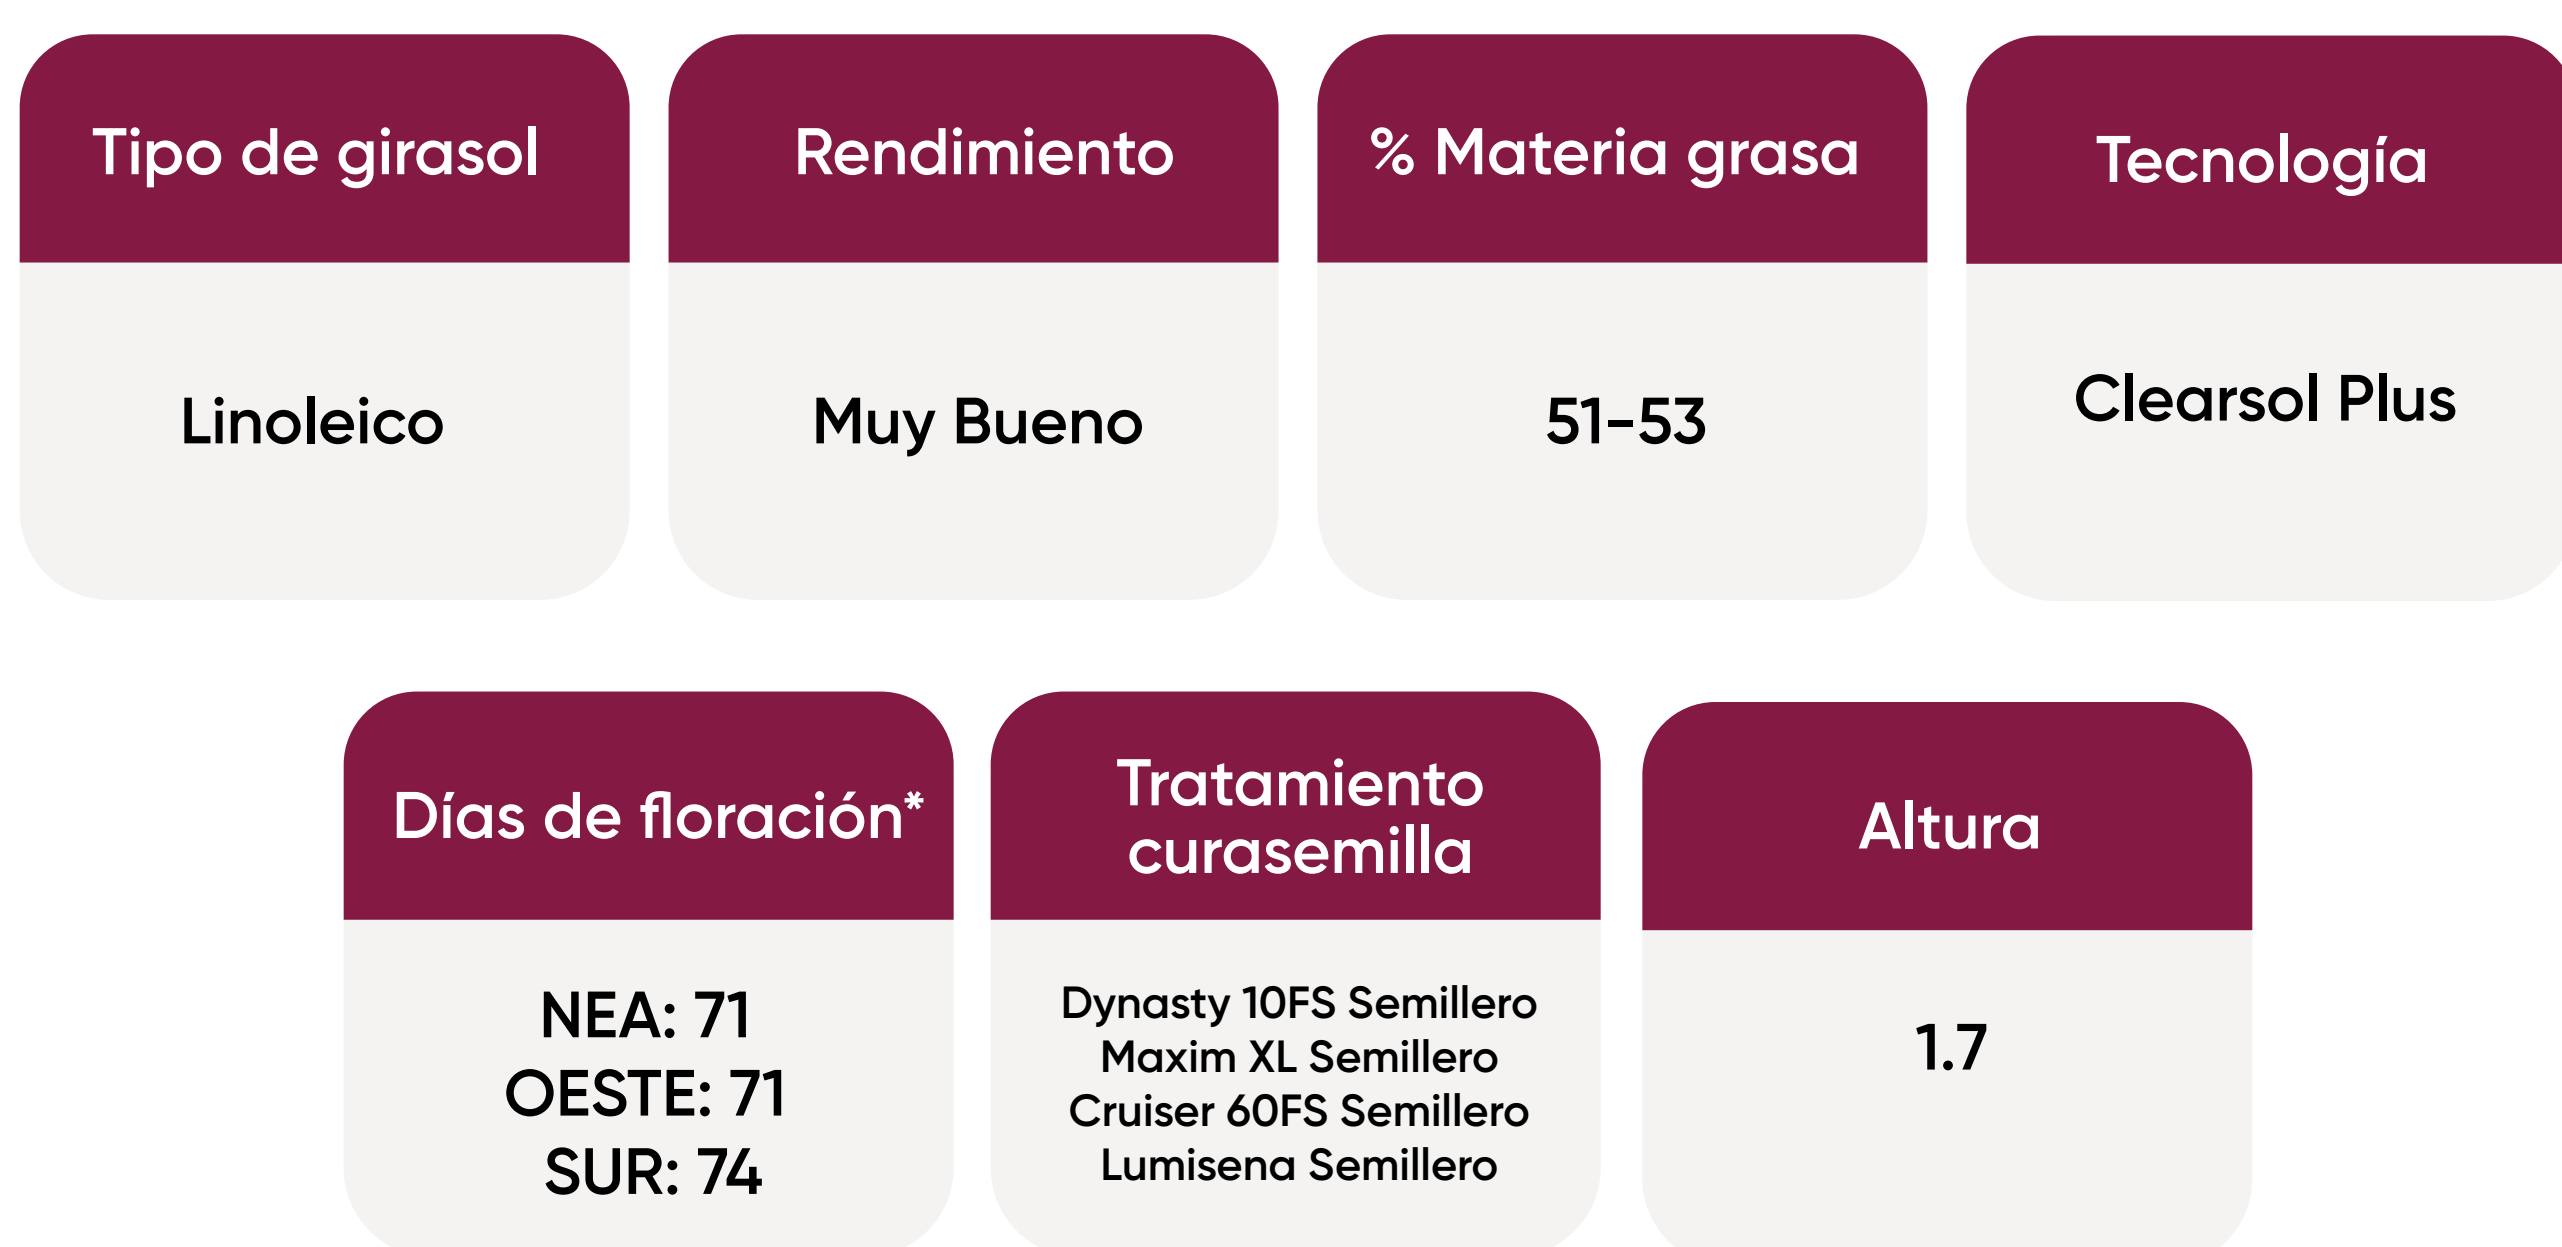 Tipo de girasol
Linoleico
Rendimiento
Muy Bueno
% Materia grasa
51-53
Tecnología
Clearsol Plus
Días de floración*
NEA: 71
OESTE: 71
SUR: 74
Tratamiento
curasemilla
Dynasty 10FS Semillero
Maxim XL Semillero
Cruiser 60FS Semillero
Lumisena Semillero
Altura
1.7